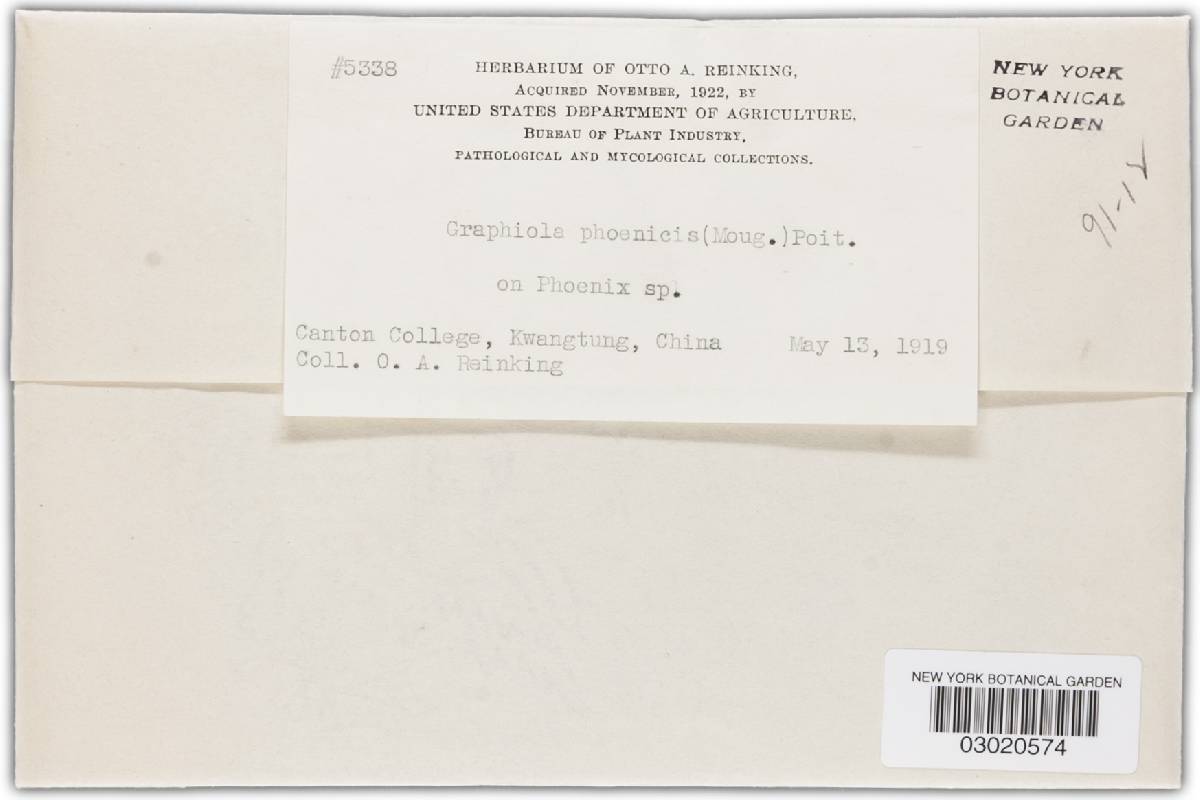 #5338
HERBARIUM OF OTTO A. REINKING,
ACQUIRED NOVEMBER, 1922, BY
UNITED STATES DEPARTMENT OF AGRICULTURE,
BUREAU OF PLANT INDUSTRY,
PATHOLOGICAL AND MYCOLOGICAL COLLECTIONS.
Graphiola phoenicis(Moug.)Poit.
on Phoenix sp.
Canton College, Kwangtung, China May 13, 1919
Coll. O. A. Reinking
NEW YORK
BOTANICAL
GARDEN
NEW YORK BOTANICAL GARDEN
03020574